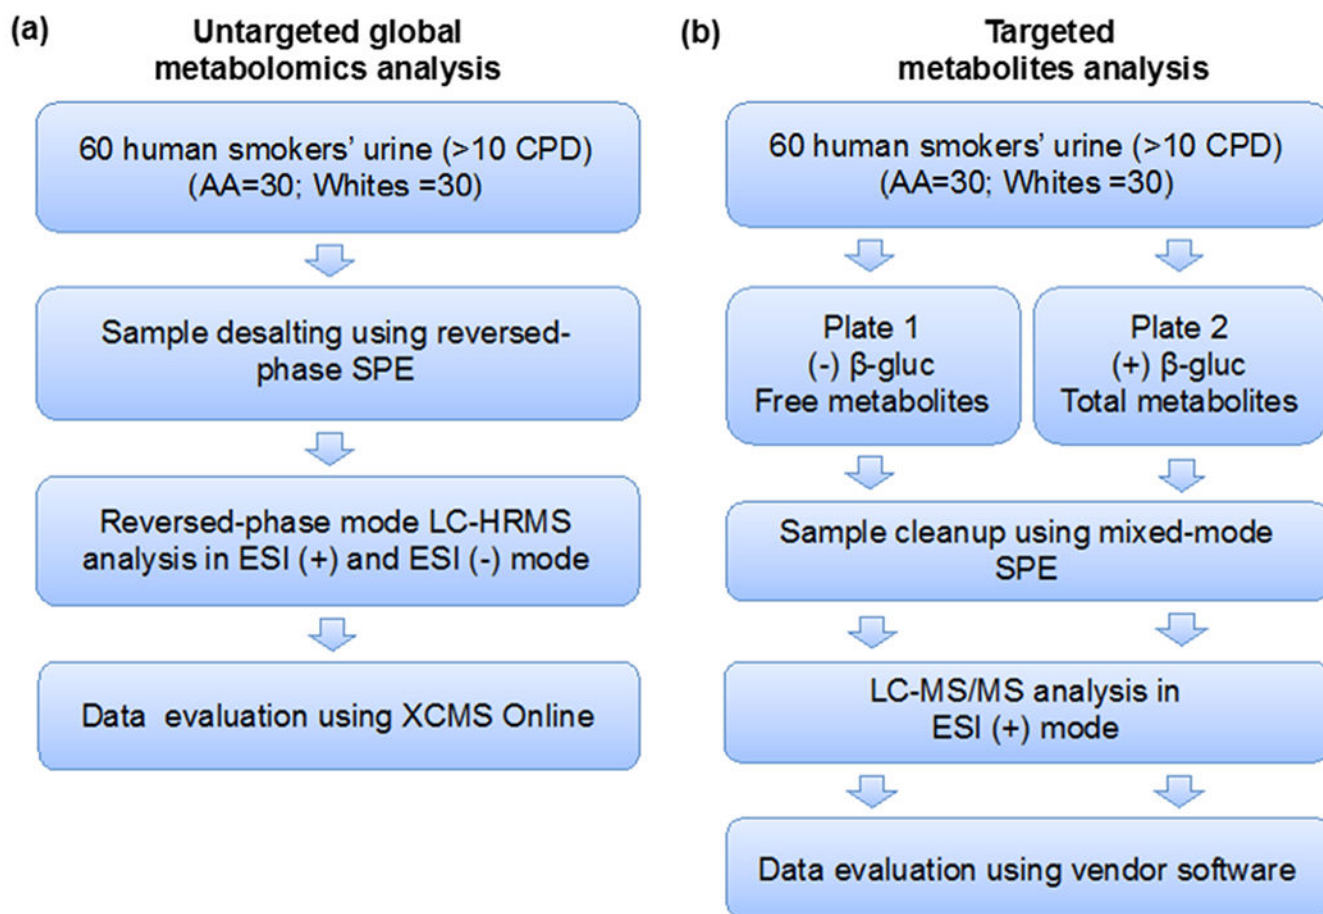 (a)
Untargeted global
metabolomics analysis
60 human smokers’ urine (>10 CPD)
(AA=30; Whites =30)
Sample desalting using reversed-
phase SPE
Reversed-phase mode LC-HRMS
analysis in ESI (+) and ESI (-) mode
Data  evaluation using XCMS Online
(b)
Targeted
metabolites analysis
60 human smokers’ urine (>10 CPD)
(AA=30; Whites =30)
Plate 1
(-) β-gluc
Free metabolites
Plate 2
(+) β-gluc
Total metabolites
Sample cleanup using mixed-mode
SPE
LC-MS/MS analysis in
ESI (+) mode
Data evaluation using vendor software